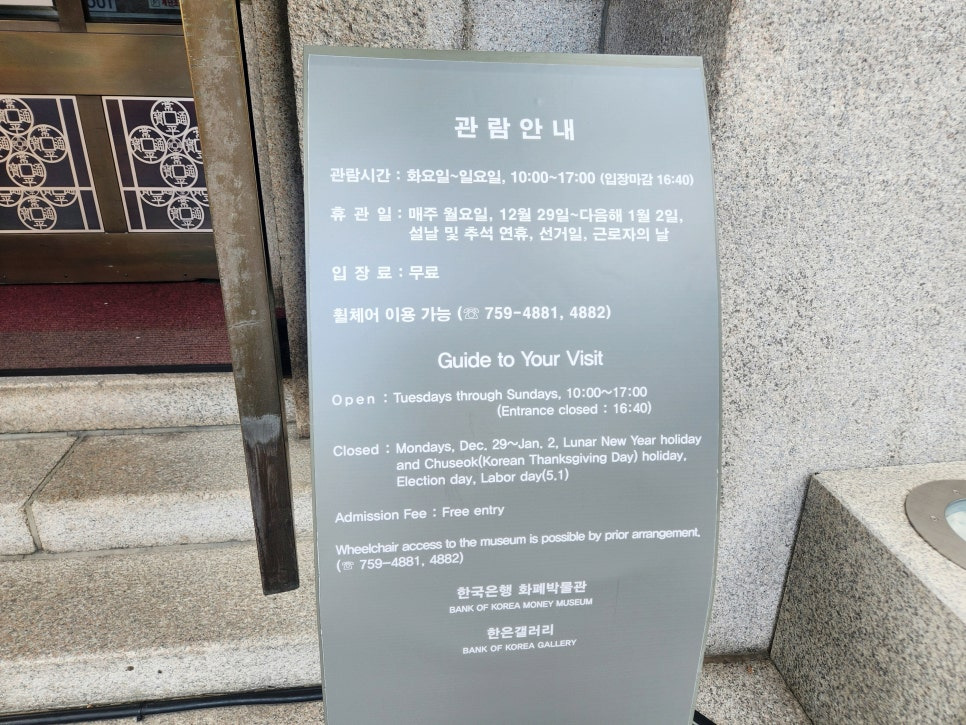 관 람 안 내
관람시간 : 화요일~일요일, 10:00~17:00 (입장마감 16:40)
휴 관 일 : 매주 월요일, 12월 29일~다음해 1월 2일,
설날 및 추석 연휴, 선거일, 근로자의 날
입 장 료 : 무료
휠체어 이용 가능 (☏ 759-4881, 4882)
Guide to Your Visit
Open : Tuesdays through Sundays, 10:00~17:00
(Entrance closed : 16:40)
Closed : Mondays, Dec. 29~Jan. 2, Lunar New Year holiday
and Chuseok(Korean Thanksgiving Day) holiday,
Election day, Labor day(5.1)
Admission Fee : Free entry
Wheelchair access to the museum is possible by prior arrangement.
(☏ 759-4881, 4882)
한국은행 화폐박물관
BANK OF KOREA MONEY MUSEUM
한은갤러리
BANK OF KOREA GALLERY